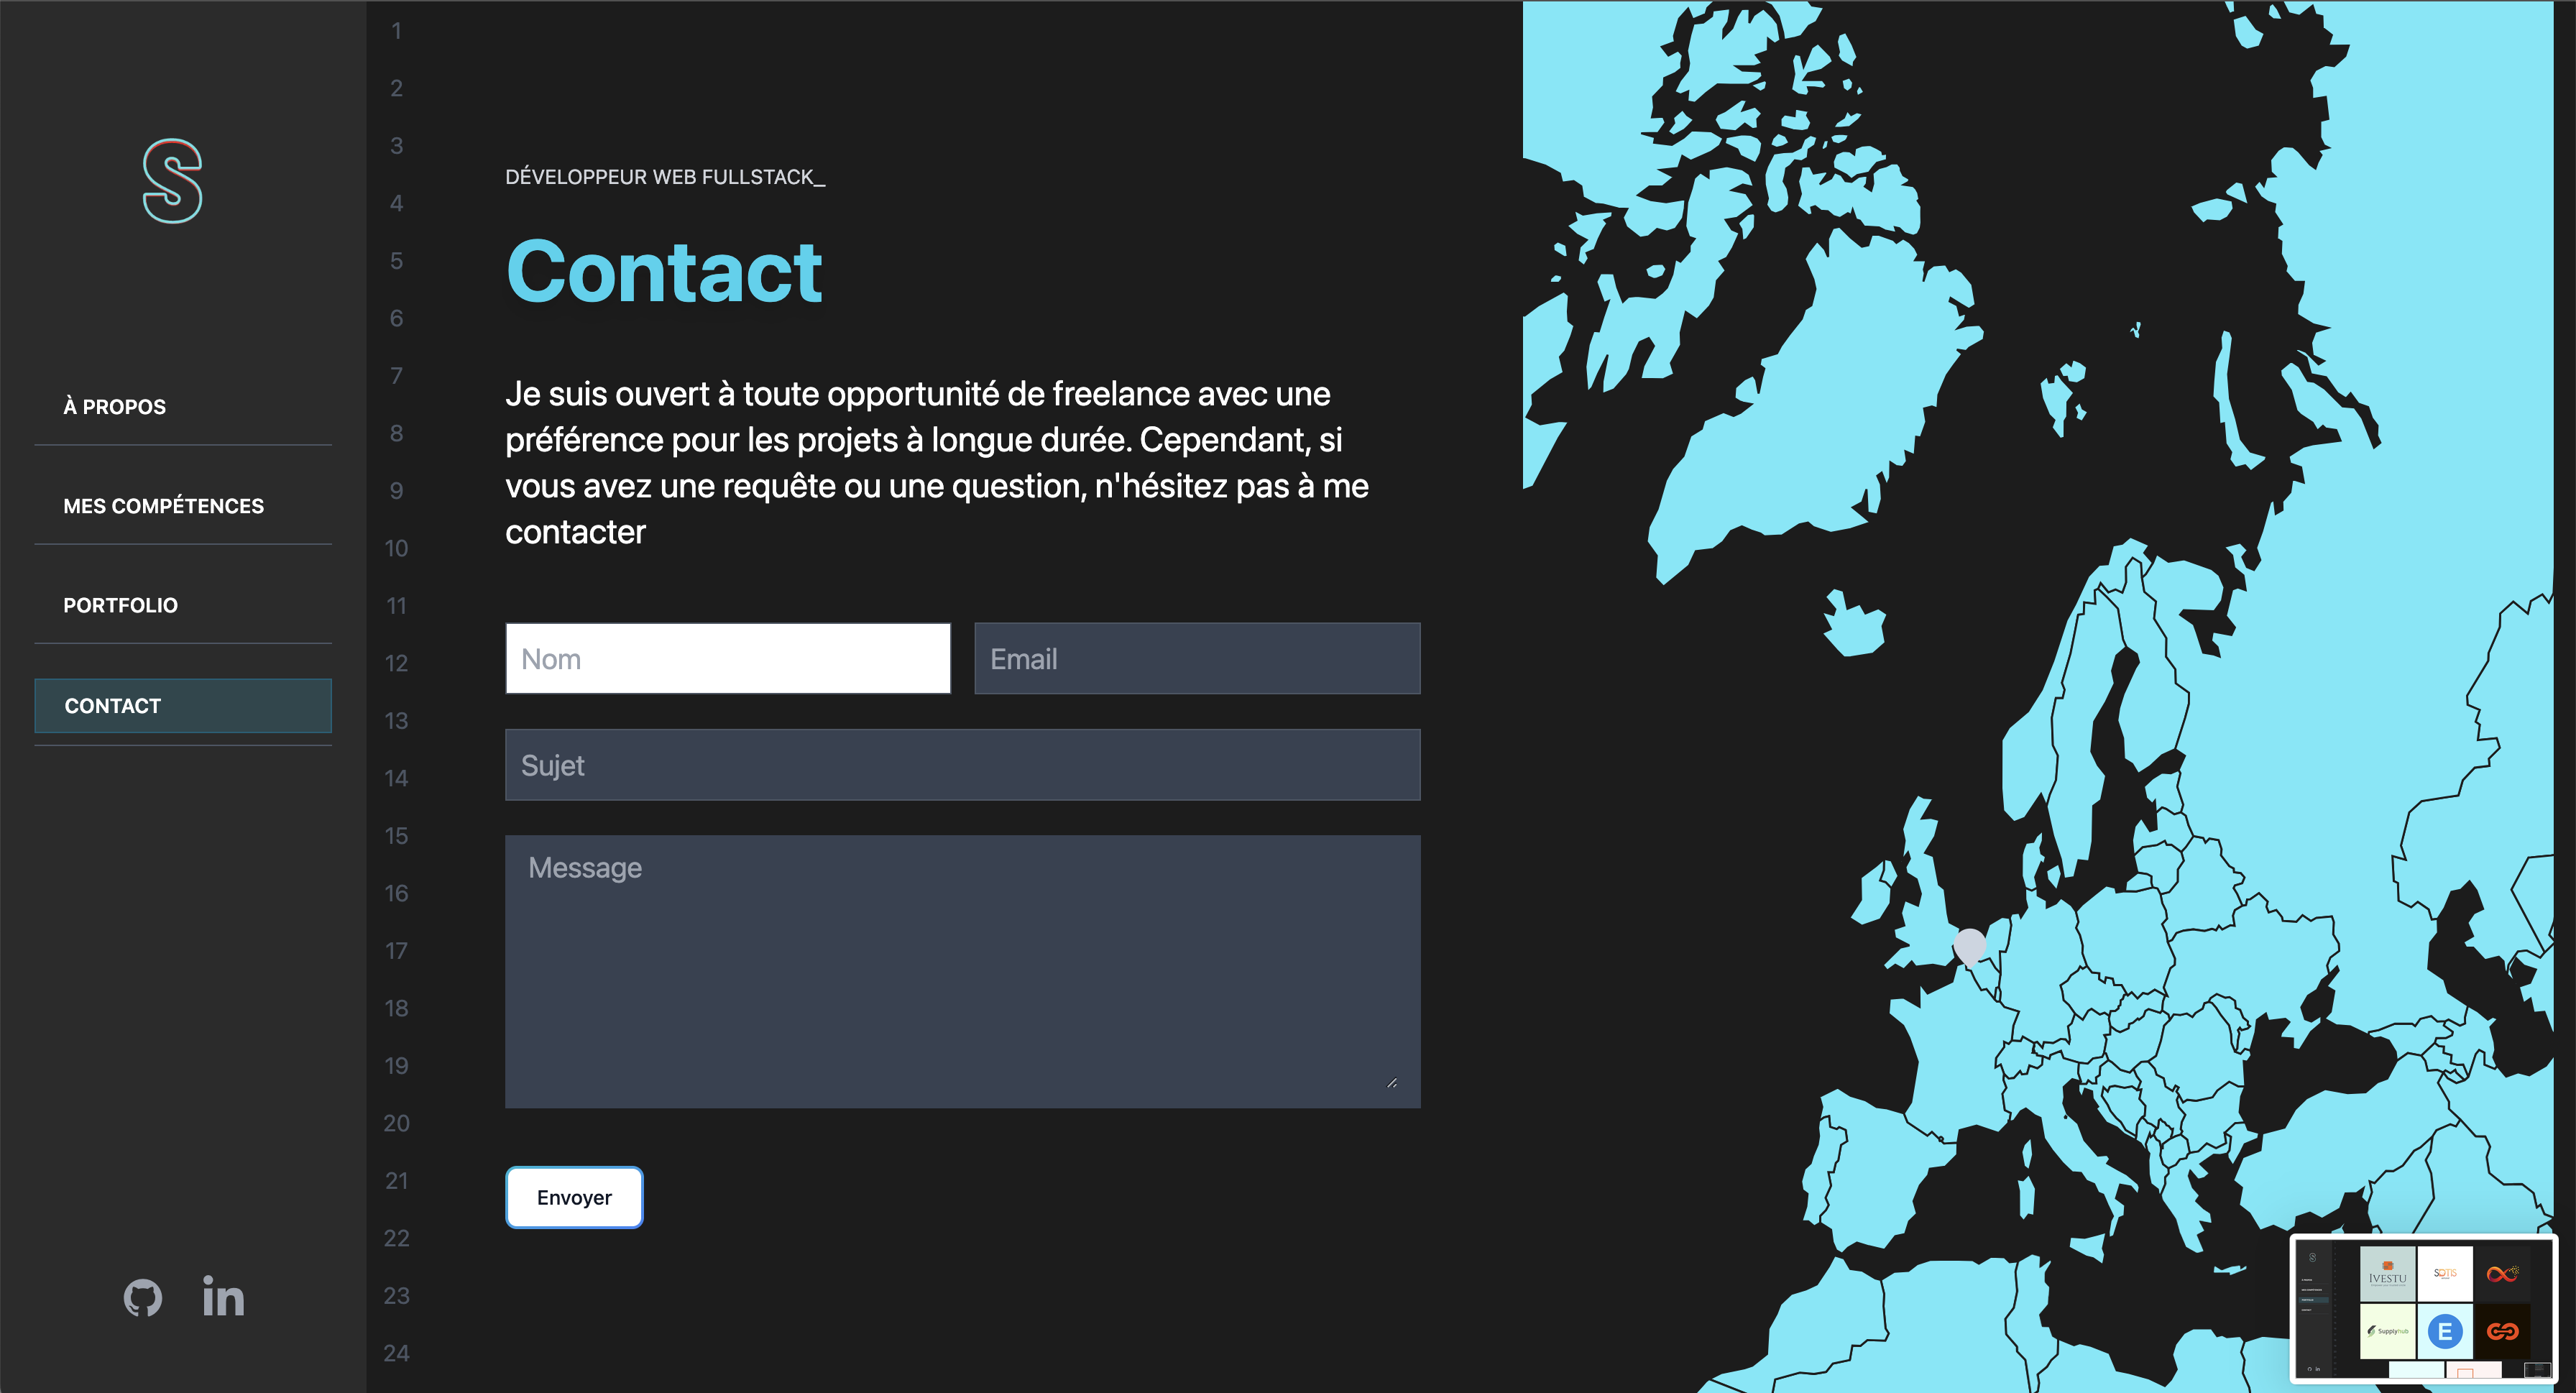 S
À PROPOS
MES COMPÉTENCES
PORTFOLIO
CONTACT
1
2
3
4
5
6
7
8
9
10
11
12
13
14
15
16
17
18
19
20
21
22
23
24
DÉVELOPPEUR WEB FULLSTACK_
Contact
Je suis ouvert à toute opportunité de freelance avec une
préférence pour les projets à longue durée. Cependant, si
vous avez une requête ou une question, n'hésitez pas à me
contacter
Nom
Email
Sujet
Message
Envoyer
in
IVESTU
SOTIS
Supplyhub
E